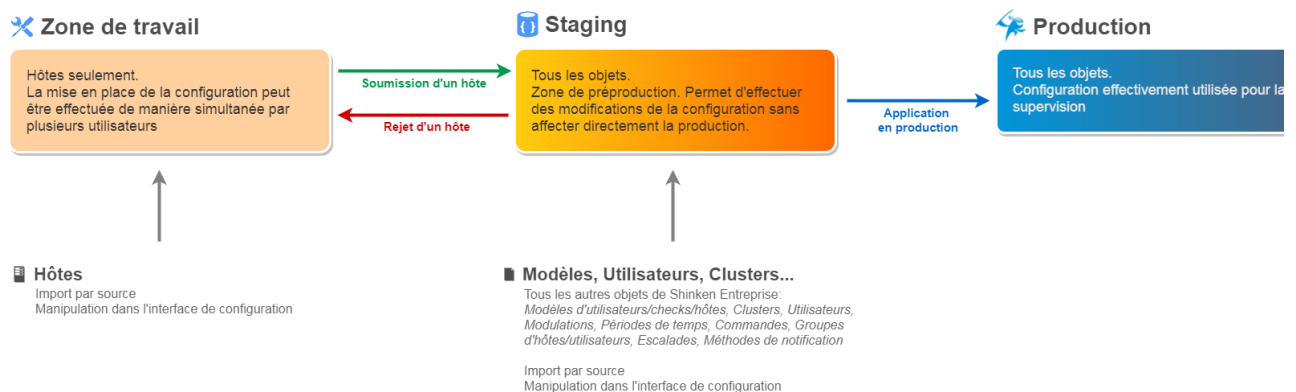 Zone de travail
Hôtes seulement.
La mise en place de la configuration peut
être effectuée de manière simultanée par
plusieurs utilisateurs
Soumission d'un hôte
Rejet d'un hôte
Staging
Tous les objets.
Zone de préproduction. Permet d'effectuer
des modifications de la configuration sans
affecter directement la production.
Application
en production
Production
Tous les objets.
Configuration effectivement utilisée pour la
supervision
Hôtes
Import par source
Manipulation dans l'interface de configuration
Modèles, Utilisateurs, Clusters...
Tous les autres objets de Shinken Entreprise:
Modèles d'utilisateurs/checks/hôtes, Clusters, Utilisateurs,
Modulations, Périodes de temps, Commandes, Groupes
d'hôtes/utilisateurs, Escalades, Méthodes de notification
Import par source
Manipulation dans l'interface de configuration